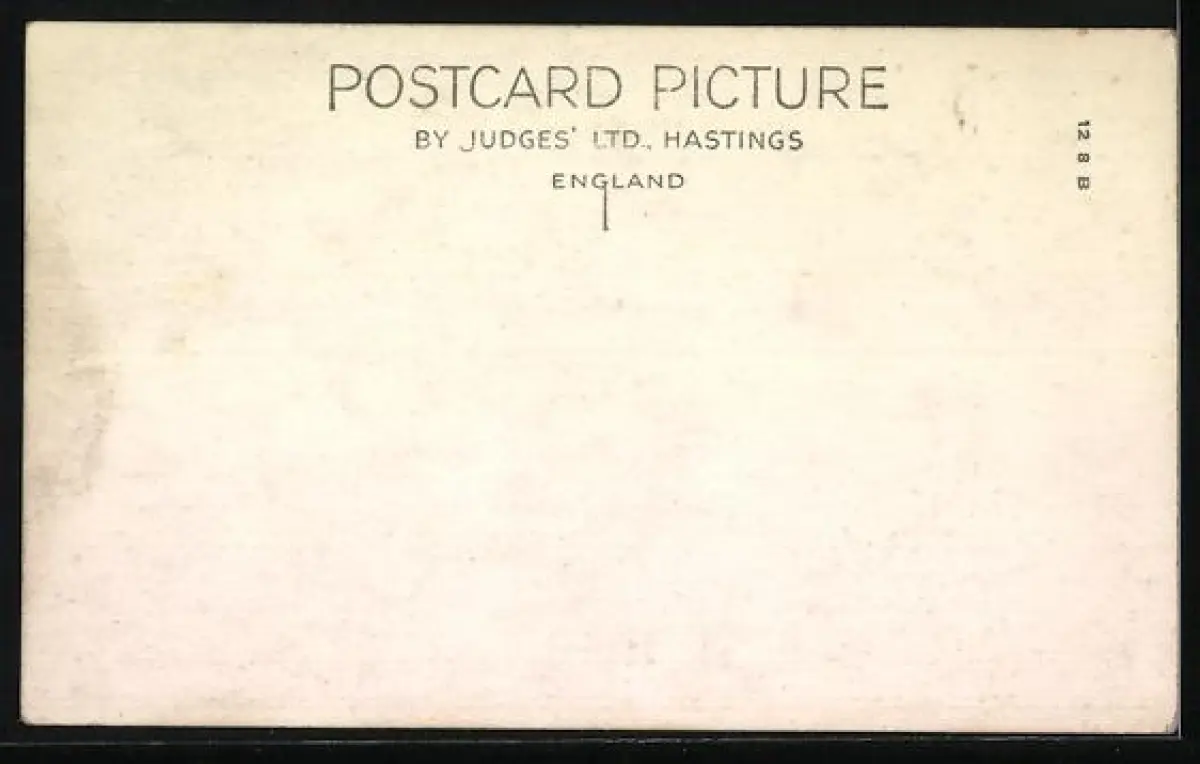 POSTCARD PICTURE
BY JUDGES' LTD., HASTINGS
ENGLAND
12 8 B